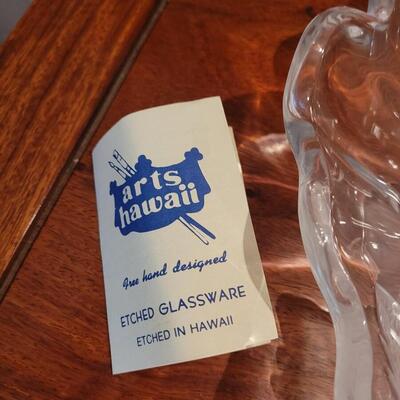 arts
hawaii
free hand designed
ETCHED GLASSWARE
ETCHED IN HAWAII